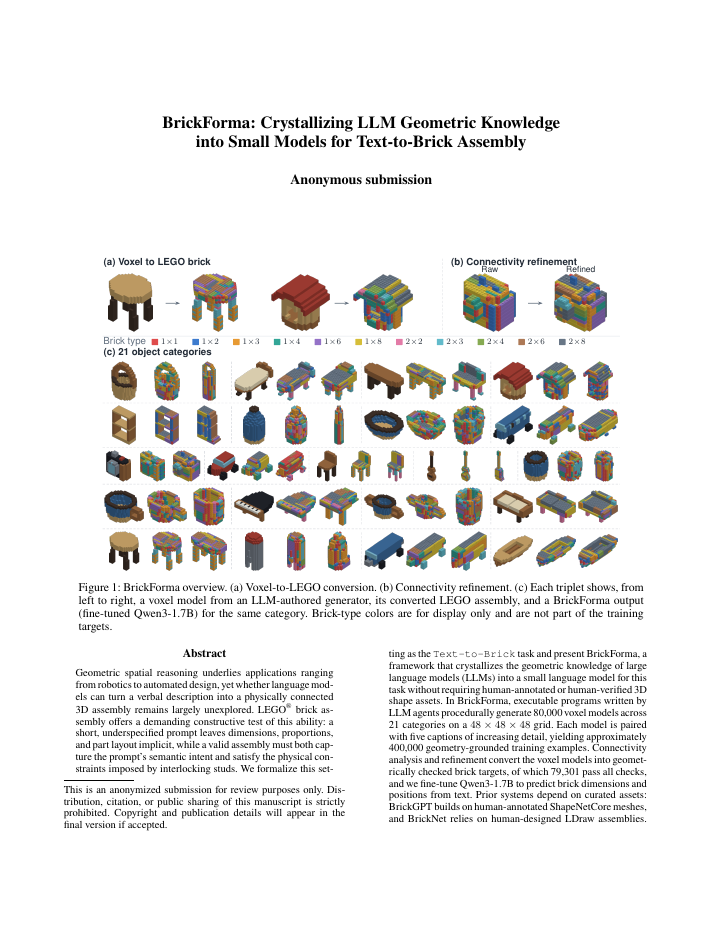 BrickForma: Crystallizing LLM Geometric Knowledge
into Small Models for Text-to-Brick Assembly
Anonymous submission
(a) Voxel to LEGO brick
(b) Connectivity refinement
Raw
Refined
Brick type 1×1 1×2 1×3 1×4 1×6 1×8 2×2 2×3 2×4 2×6 2×8
(c) 21 object categories
Figure 1: BrickForma overview. (a) Voxel-to-LEGO conversion. (b) Connectivity refinement. (c) Each triplet shows, from
left to right, a voxel model from an LLM-authored generator, its converted LEGO assembly, and a BrickForma output
(fine-tuned Qwen3-1.7B) for the same category. Brick-type colors are for display only and are not part of the training
targets.
Abstract
Geometric spatial reasoning underlies applications ranging
from robotics to automated design, yet whether language mod-
els can turn a verbal description into a physically connected
3D assembly remains largely unexplored. LEGO® brick as-
sembly offers a demanding constructive test of this ability: a
short, underspecified prompt leaves dimensions, proportions,
and part layout implicit, while a valid assembly must both cap-
ture the prompt's semantic intent and satisfy the physical con-
straints imposed by interlocking studs. We formalize this set-
This is an anonymized submission for review purposes only. Dis-
tribution, citation, or public sharing of this manuscript is strictly
prohibited. Copyright and publication details will appear in the
final version if accepted.
ting as the Text-to-Brick task and present BrickForma, a
framework that crystallizes the geometric knowledge of large
language models (LLMs) into a small language model for this
task without requiring human-annotated or human-verified 3D
shape assets. In BrickForma, executable programs written by
LLM agents procedurally generate 80,000 voxel models across
21 categories on a 48 × 48 × 48 grid. Each model is paired
with five captions of increasing detail, yielding approximately
400,000 geometry-grounded training examples. Connectivity
analysis and refinement convert the voxel models into geomet-
rically checked brick targets, of which 79,301 pass all checks,
and we fine-tune Qwen3-1.7B to predict brick dimensions and
positions from text. Prior systems depend on curated assets:
BrickGPT builds on human-annotated ShapeNetCore meshes,
and BrickNet relies on human-designed LDraw assemblies.